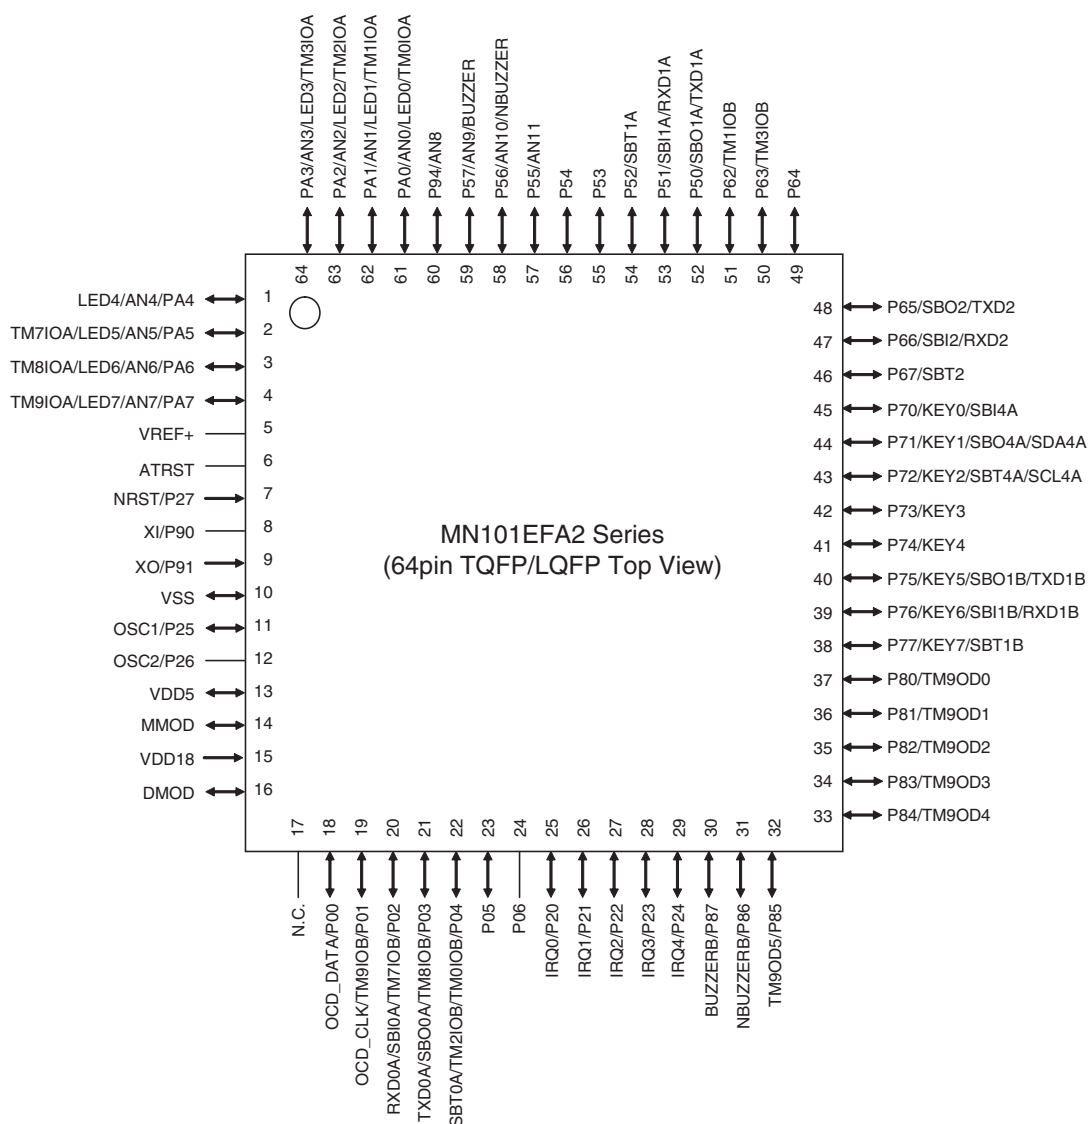 PA3/AN3/LED3/TM3IOA
PA2/AN2/LED2/TM2IOA
PA1/AN1/LED1/TM1IOA
PA0/AN0/LED0/TM0IOA
P94/AN8
P57/AN9/BUZZER
P56/AN10/NBUZZER
P55/AN11
P54
P53
P52/SBT1A
P51/SBI1A/RXD1A
P50/SBO1A/TXD1A
P62/TM1IOB
P63/TM3IOB
P64
64
63
62
61
60
59
58
57
56
55
54
53
52
51
50
49
LED4/AN4/PA4 1
TM7IOA/LED5/AN5/PA5 2
TM8IOA/LED6/AN6/PA6 3
TM9IOA/LED7/AN7/PA7 4
VREF+ 5
ATRST 6
NRST/P27 7
XI/P90 8
XO/P91 9
VSS 10
OSC1/P25 11
OSC2/P26 12
VDD5 13
MMOD 14
VDD18 15
DMOD 16
MN101EFA2 Series
(64pin TQFP/LQFP Top View)
48 P65/SBO2/TXD2
47 P66/SBI2/RXD2
46 P67/SBT2
45 P70/KEY0/SBI4A
44 P71/KEY1/SBO4A/SDA4A
43 P72/KEY2/SBT4A/SCL4A
42 P73/KEY3
41 P74/KEY4
40 P75/KEY5/SBO1B/TXD1B
39 P76/KEY6/SBI1B/RXD1B
38 P77/KEY7/SBT1B
37 P80/TM9OD0
36 P81/TM9OD1
35 P82/TM9OD2
34 P83/TM9OD3
33 P84/TM9OD4
17
18
19
20
21
22
23
24
25
26
27
28
29
30
31
32
N.C.
OCD_DATA/P00
OCD_CLK/TM9IOB/P01
RXD0A/SBI0A/TM7IOB/P02
TXD0A/SBO0A/TM8IOB/P03
SBT0A/TM2IOB/TM0IOB/P04
P05
P06
IRQ0/P20
IRQ1/P21
IRQ2/P22
IRQ3/P23
IRQ4/P24
BUZZERB/P87
NBUZZERB/P86
TM9OD5/P85